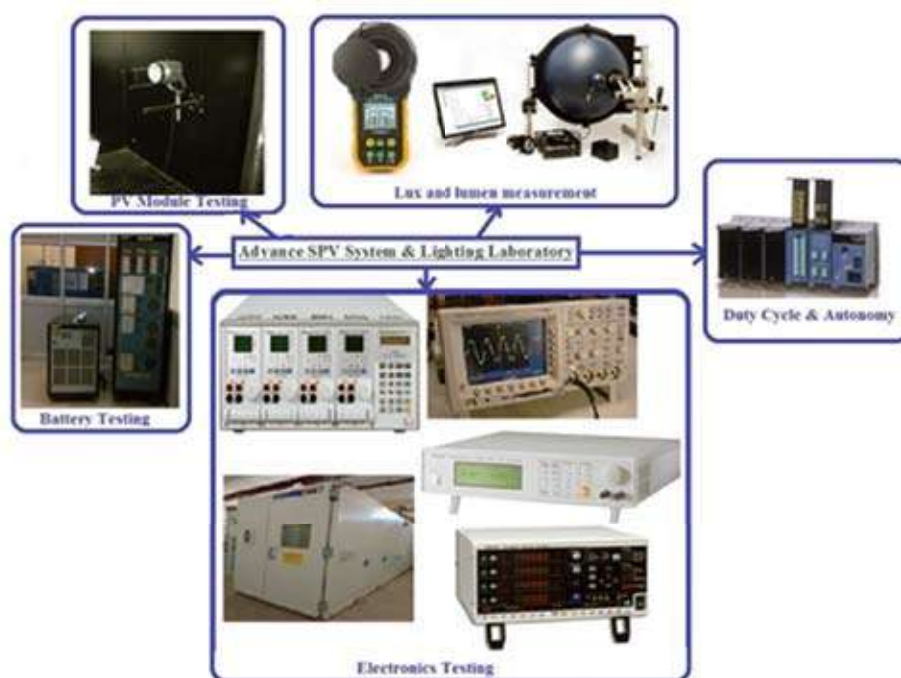 PV Module Testing
Lux and lumen measurement
Advance SPV System & Lighting Laboratory
Duty Cycle & Autonomy
Battery Testing
Electronics Testing